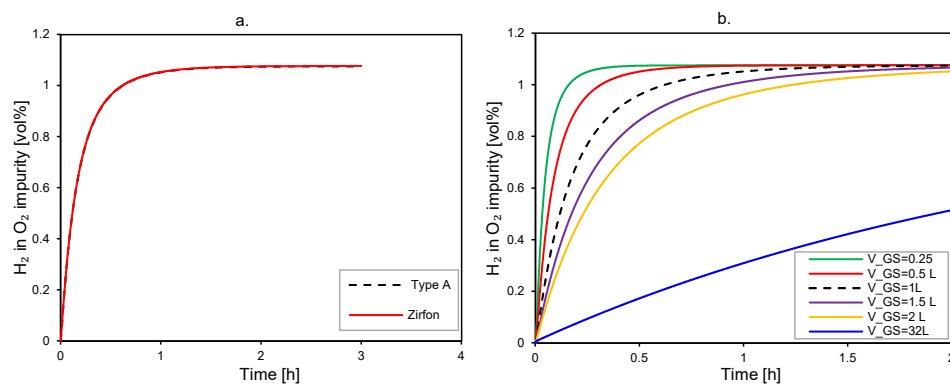 a.
H₂ in O₂ impurity [vol%]
1.2
1
0.8
0.6
0.4
0.2
0
0 1 2 3 4
Time [h]
Type A
Zirfon
b.
H₂ in O₂ impurity [vol%]
1.2
1
0.8
0.6
0.4
0.2
0
0 0.5 1 1.5 2
Time [h]
V_GS=0.25
V_GS=0.5 L
V_GS=1L
V_GS=1.5 L
V_GS=2 L
V_GS=32L